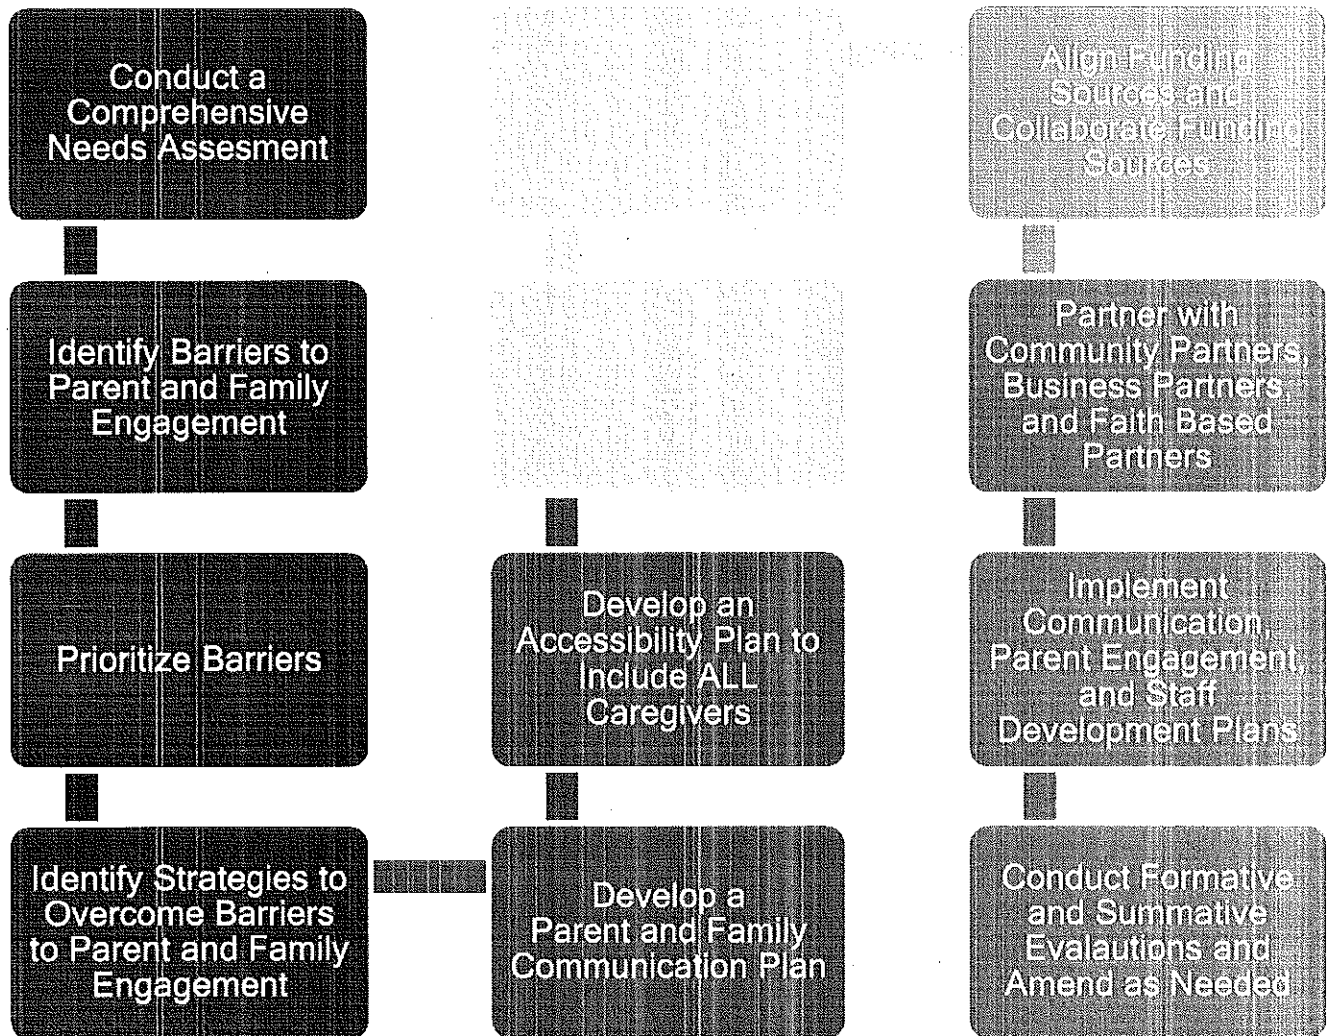 Conduct a
Comprehensive
Needs Assesment
Identify Barriers to
Parent and Family
Engagement
Prioritize Barriers
Identify Strategies to
Overcome Barriers
to Parent and Family
Engagement
Develop a
Parent and Family
Communication Plan
Develop an
Accessibility Plan to
Include ALL
Caregivers
Align Funding
Sources and
Collaborate Funding
Sources
Partner with
Community Partners,
Business Partners,
and Faith Based
Partners
Implement
Communication,
Parent Engagement,
and Staff
Development Plans
Conduct Formative
and Summative
Evalautions and
Amend as Needed